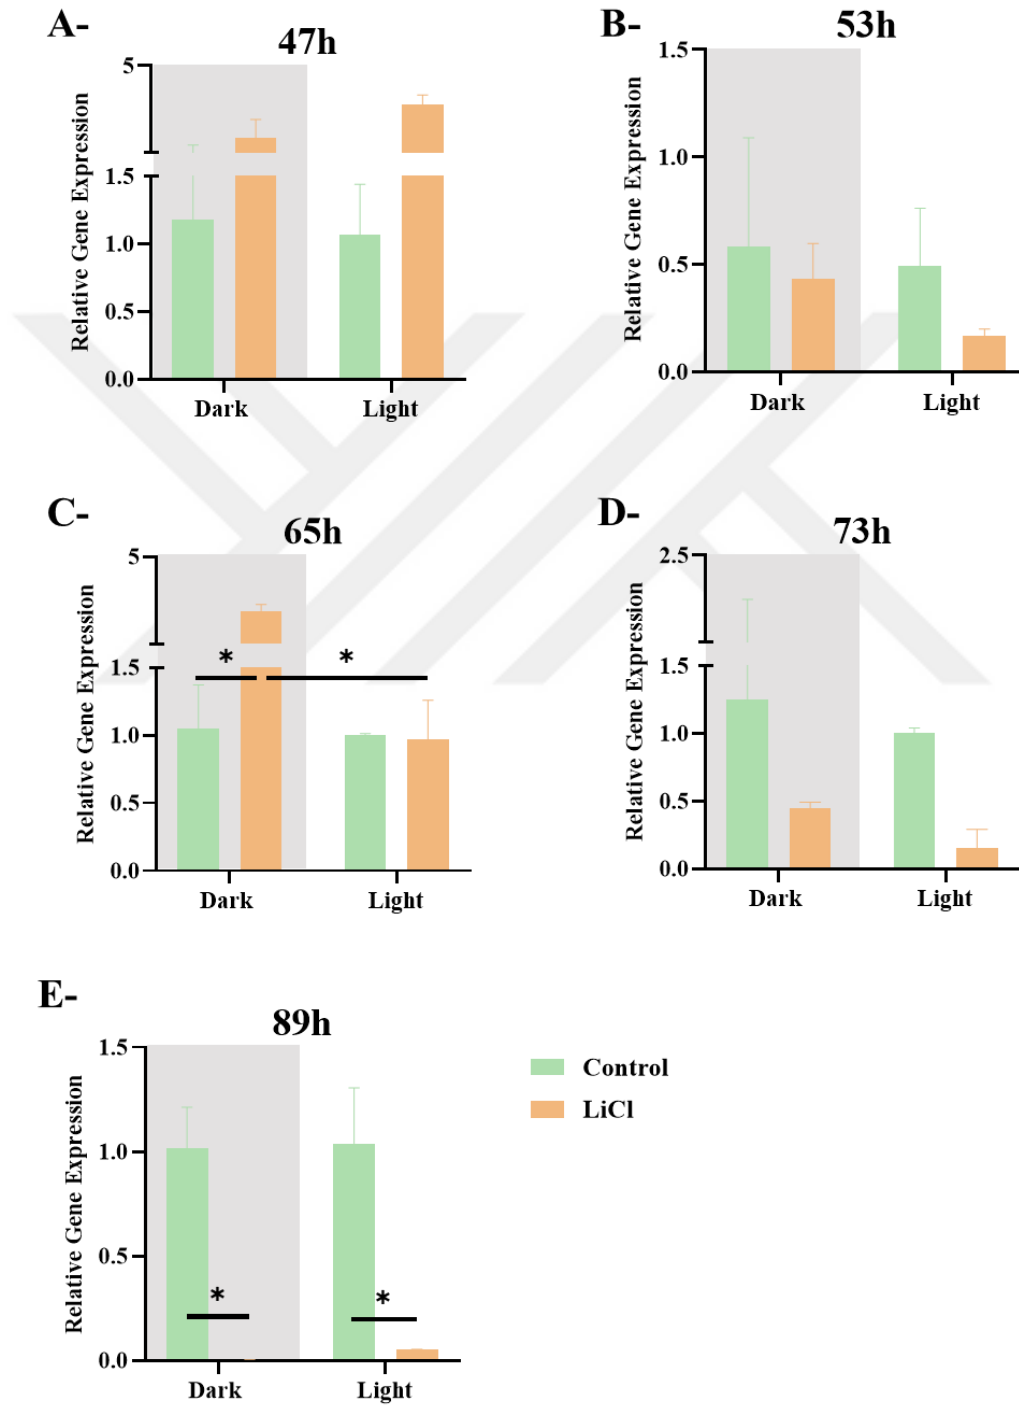 A-
47h
Relative Gene Expression
5
1.5
1.0
0.5
0.0
Dark
Light
B-
53h
Relative Gene Expression
1.5
1.0
0.5
0.0
Dark
Light
C-
65h
Relative Gene Expression
5
1.5
1.0
0.5
0.0
*
*
Dark
Light
D-
73h
Relative Gene Expression
2.5
1.5
1.0
0.5
0.0
Dark
Light
E-
89h
Relative Gene Expression
1.5
1.0
0.5
0.0
*
*
Dark
Light
Control
LiCl